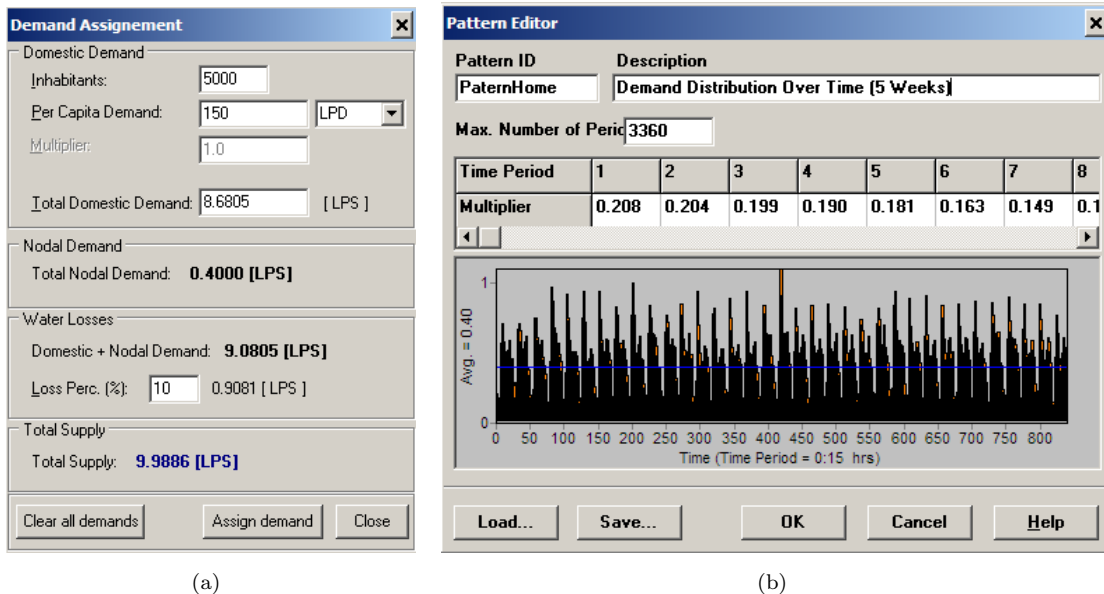 Demand Assignement
Domestic Demand
Inhabitants: 5000
Per Capita Demand: 150 LPD
Multiplier: 1.0
Total Domestic Demand: 8.6805 [ LPS ]
Nodal Demand
Total Nodal Demand: 0.4000 [LPS]
Water Losses
Domestic + Nodal Demand: 9.0805 [LPS]
Loss Perc. (%): 10 0.9081 [ LPS ]
Total Supply
Total Supply: 9.9886 [LPS]
Clear all demands Assign demand Close
(a)
Pattern Editor
Pattern ID Description
PaternHome Demand Distribution Over Time (5 Weeks)
Max. Number of Peric 3360
Time Period 1 2 3 4 5 6 7 8
Multiplier 0.208 0.204 0.199 0.190 0.181 0.163 0.149 0.1
1
Avg. = 0.40
0
0 50 100 150 200 250 300 350 400 450 500 550 600 650 700 750 800
Time (Time Period = 0:15 hrs)
Load... Save... OK Cancel Help
(b)